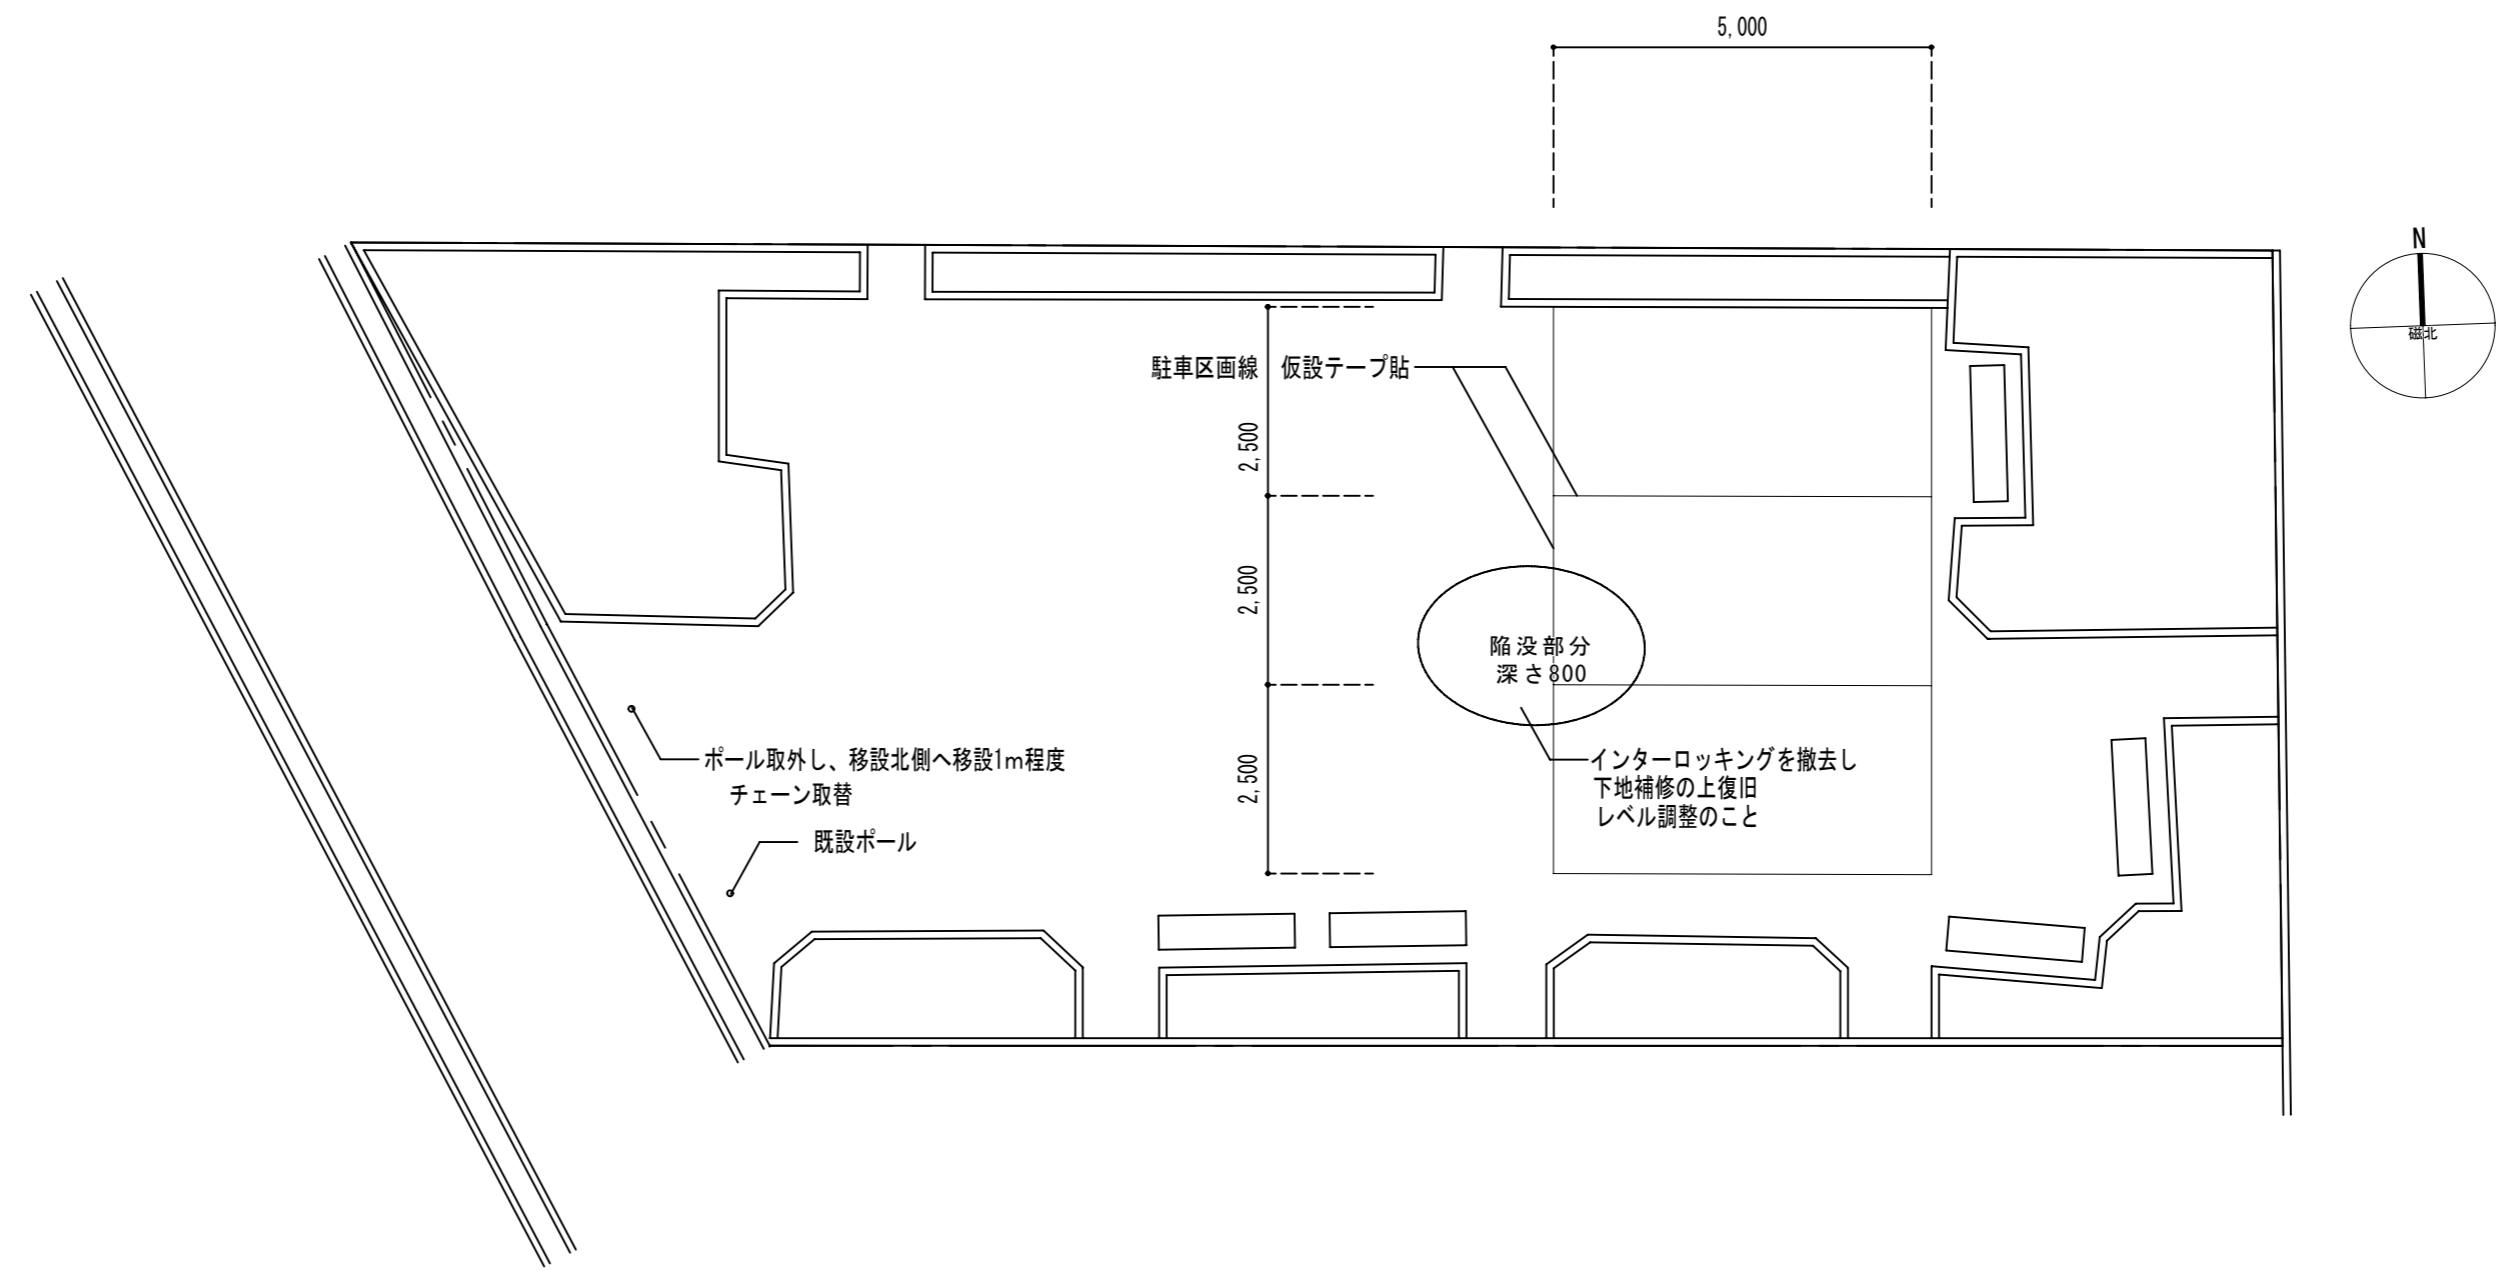 5,000
N
磁北
駐車区画線　仮設テープ貼
2,500
2,500
陥没部分
深さ800
2,500
ポール取外し、移設北側へ移設1m程度
チェーン取替
インターロッキングを撤去し
下地補修の上復旧
レベル調整のこと
既設ポール